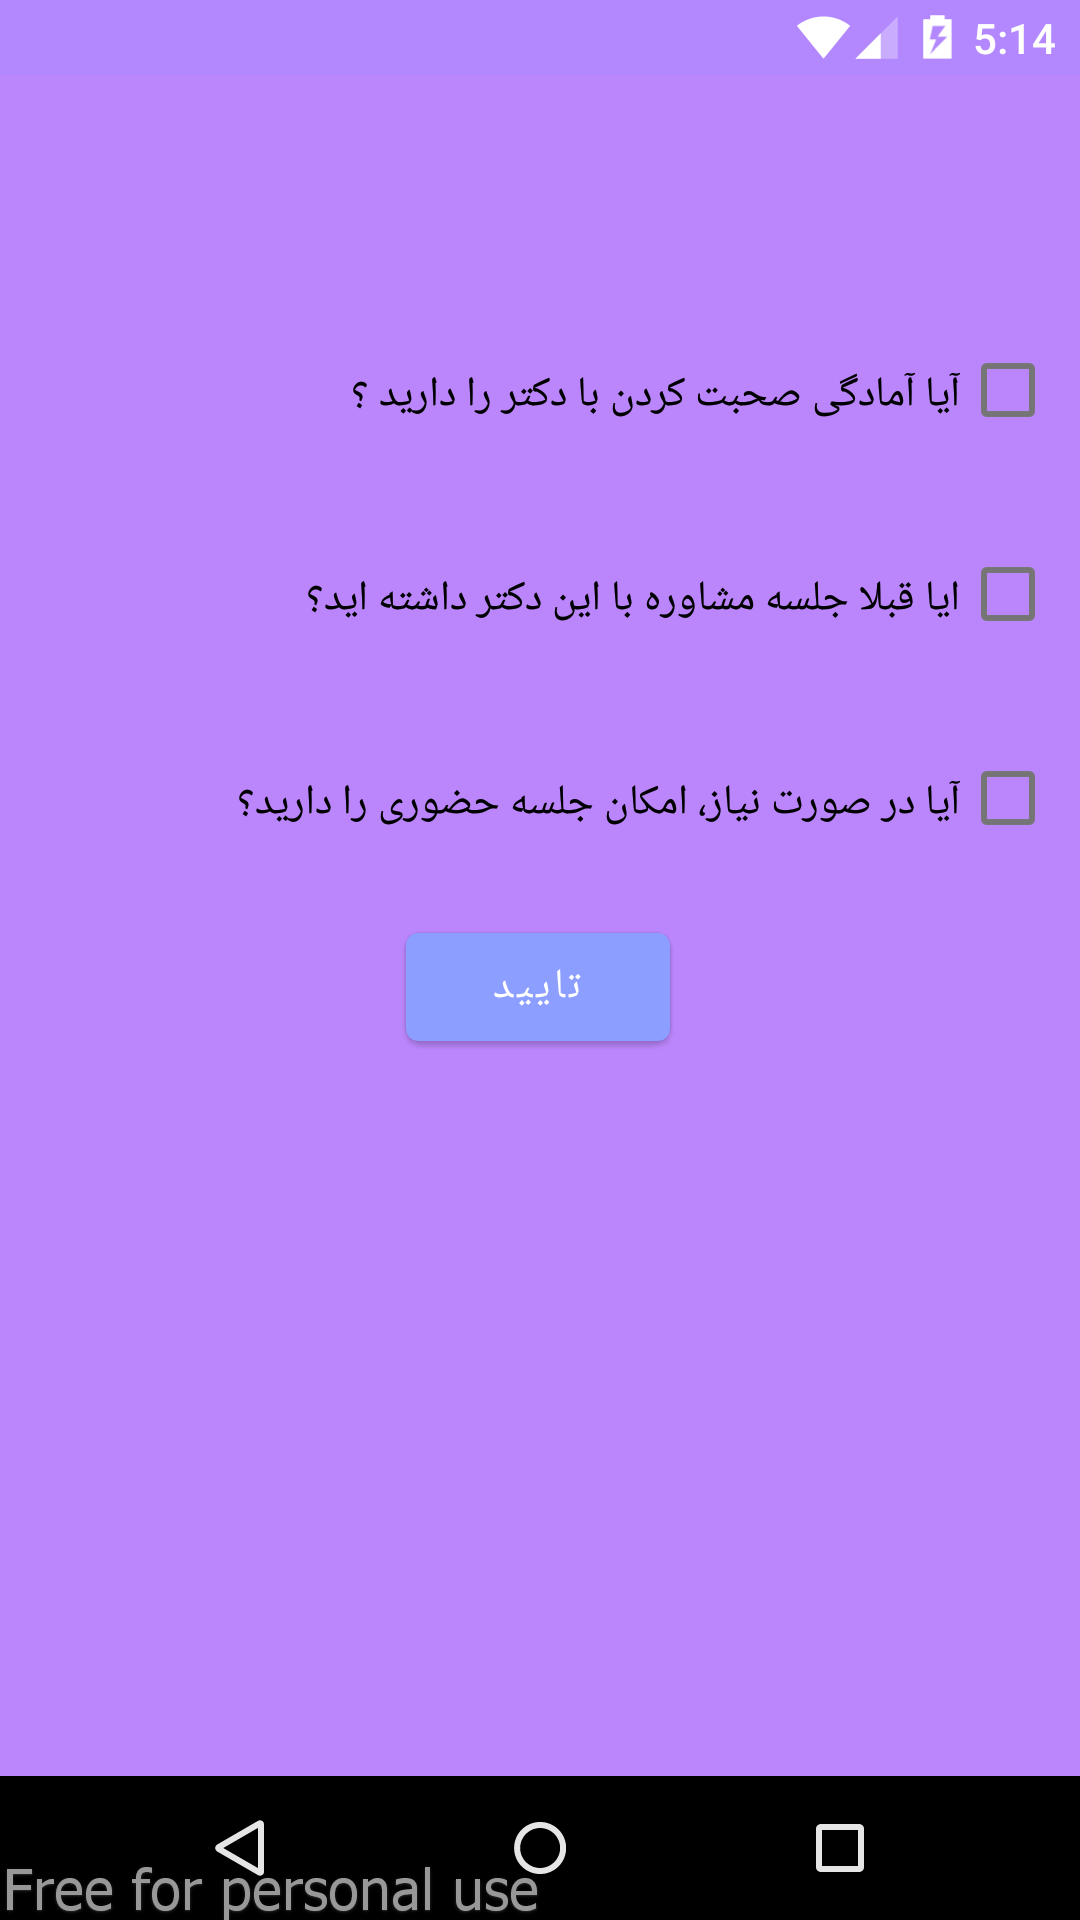 5:14
آیا آمادگی صحبت کردن با دکتر را دارید ؟
ایا قبلا جلسه مشاوره با این دکتر داشته اید؟
آیا در صورت نیاز، امکان جلسه حضوری را دارید؟
تایید
Free for personal use